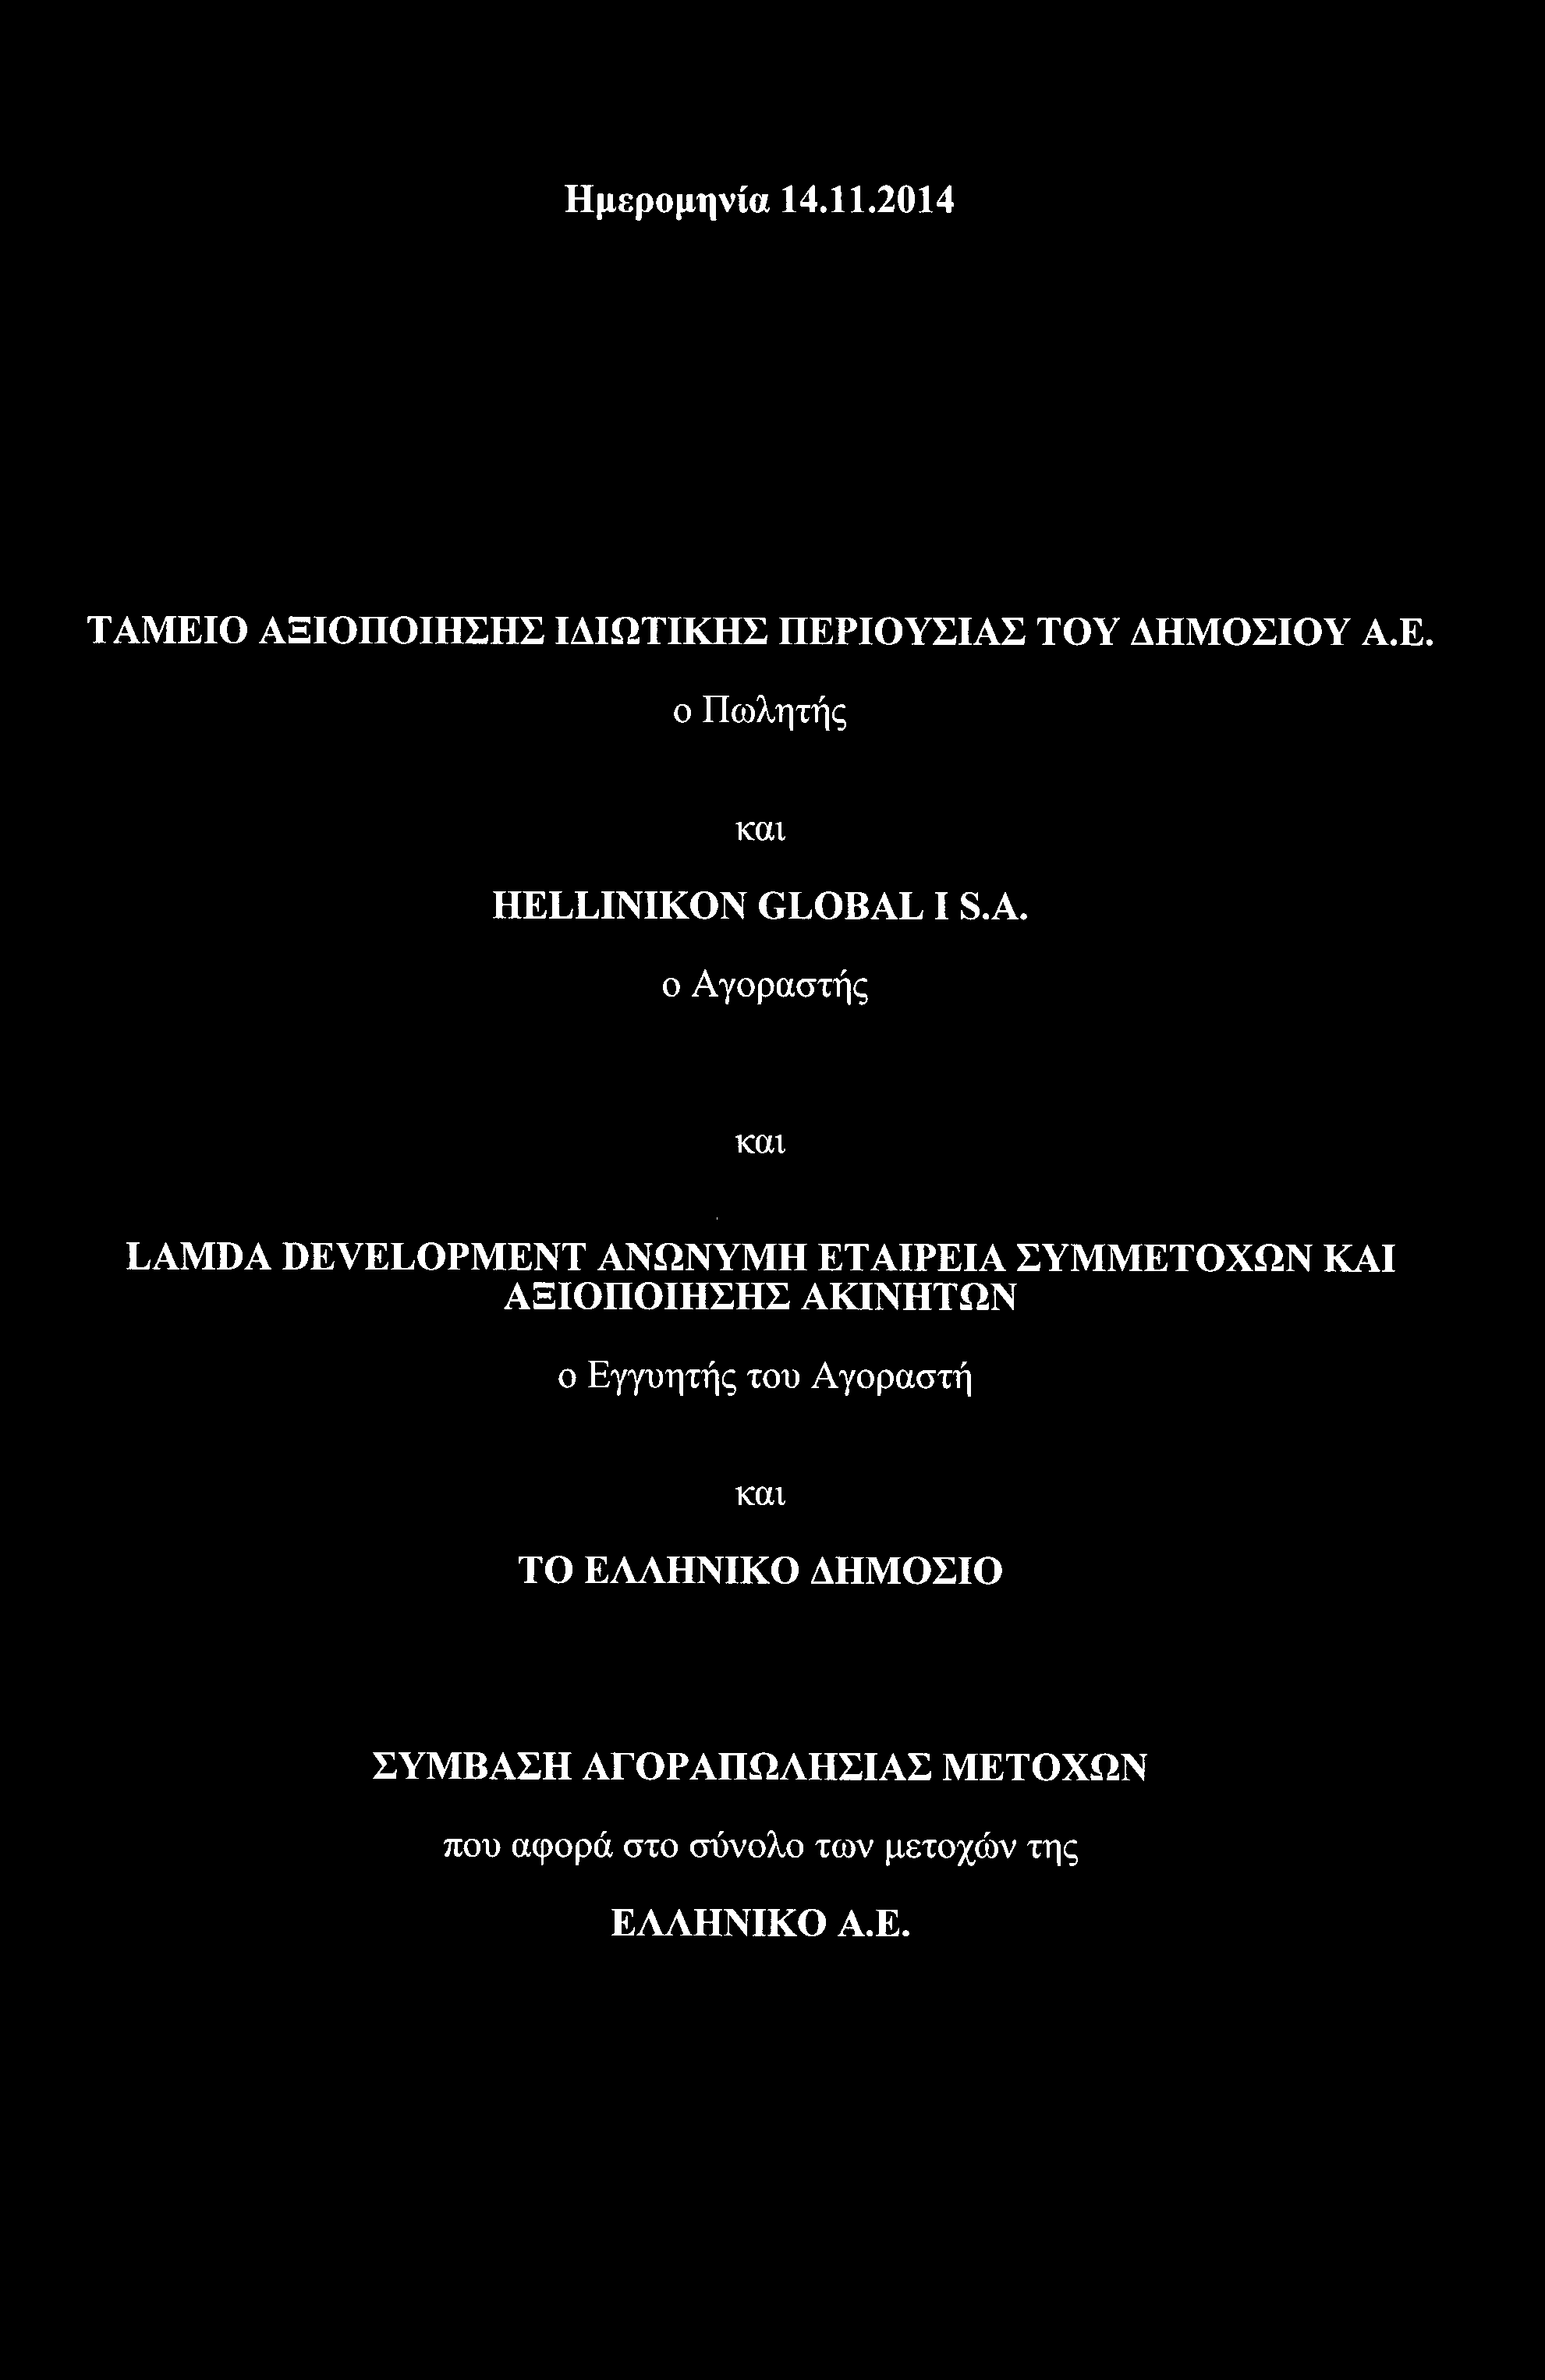 Ημερομηνία 14.11.2014
ΤΑΜΕΙΟ ΑΞΙΟΠΟΙΗΣΗΣ ΙΔΙΩΤΙΚΗΣ ΠΕΡΙΟΥΣΙΑΣ ΤΟΥ ΔΗΜΟΣΙΟΥ Α.Ε.
ο Πωλητής
και
HELLINIKON GLOBAL I S.A.
ο Αγοραστής
και
LAMDA DEVELOPMENT ΑΝΩΝΥΜΗ ΕΤΑΙΡΕΙΑ ΣΥΜΜΕΤΟΧΩΝ ΚΑΙ
ΑΞΙΟΠΟΙΗΣΗΣ ΑΚΙΝΗΤΩΝ
ο Εγγυητής του Αγοραστή
και
ΤΟ ΕΛΛΗΝΙΚΟ ΔΗΜΟΣΙΟ
ΣΥΜΒΑΣΗ ΑΓΟΡΑΠΩΛΗΣΙΑΣ ΜΕΤΟΧΩΝ
που αφορά στο σύνολο των μετοχών της
ΕΛΛΗΝΙΚΟ Α.Ε.